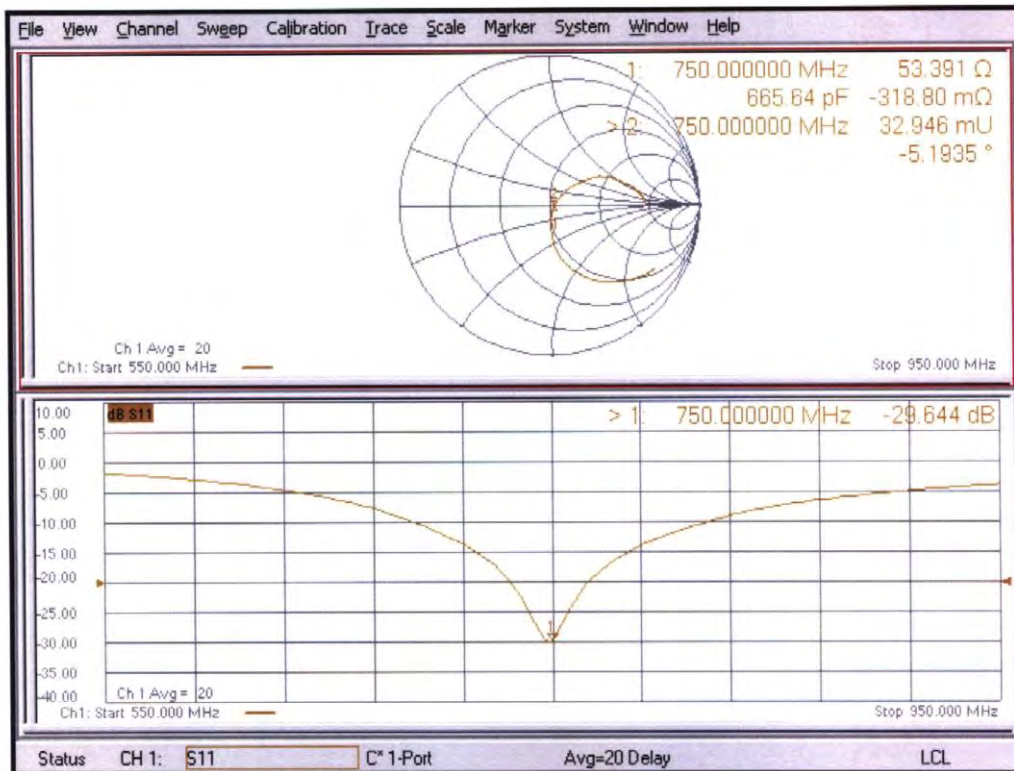 File View Channel Sweep Calibration Trace Scale Marker System Window Help
1: 750.000000 MHz 53.391 Ω
665.64 pF -318.80 mΩ
> 2: 750.000000 MHz 32.946 mU
-5.1935 °
Ch 1 Avg = 20
Ch1: Start 550.000 MHz
Stop 950.000 MHz
10.00
dB S11
> 1: 750.000000 MHz -29.644 dB
5.00
0.00
-5.00
-10.00
-15.00
-20.00
-25.00
1
-30.00
-35.00
-40.00
Ch 1 Avg = 20
Ch1: Start 550.000 MHz
Stop 950.000 MHz
Status CH 1: S11 C* 1-Port Avg=20 Delay LCL